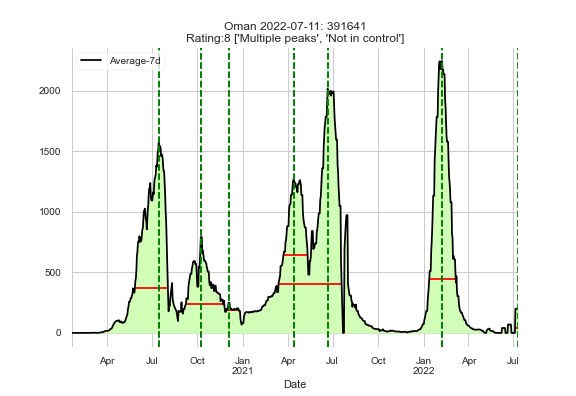 Oman 2022-07-11: 391641
Rating:8 ['Multiple peaks', 'Not in control']
Average-7d
2000
1500
1000
500
0
Apr Jul Oct Jan Apr Jul Oct Jan Apr Jul
2021 2022
Date